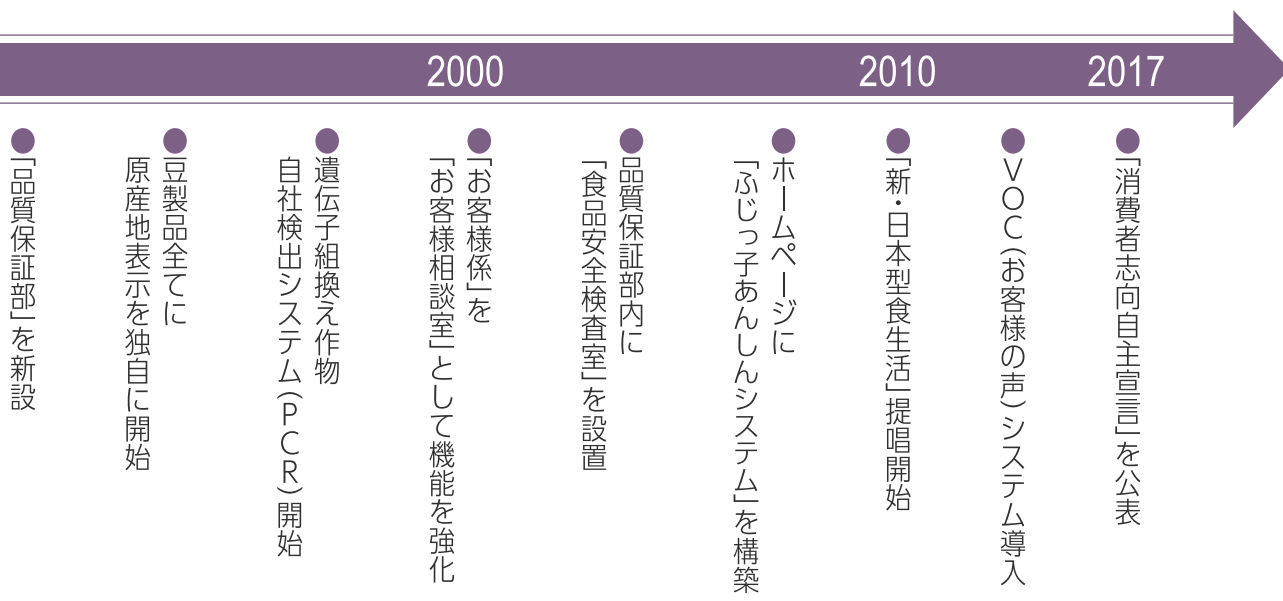 2000
2010
2017
「品質保証部」を新設
豆製品全てに
原産地表示を独自に開始
遺伝子組換え作物
自社検出システム(PCR)開始
「お客様係」を
「お客様相談室」として機能を強化
品質保証部内に
「食品安全検査室」を設置
ホームページに
「ふじっ子あんしんシステム」を構築
「新・日本型食生活」提唱開始
VOC(お客様の声)システム導入
「消費者志向自主宣言」を公表